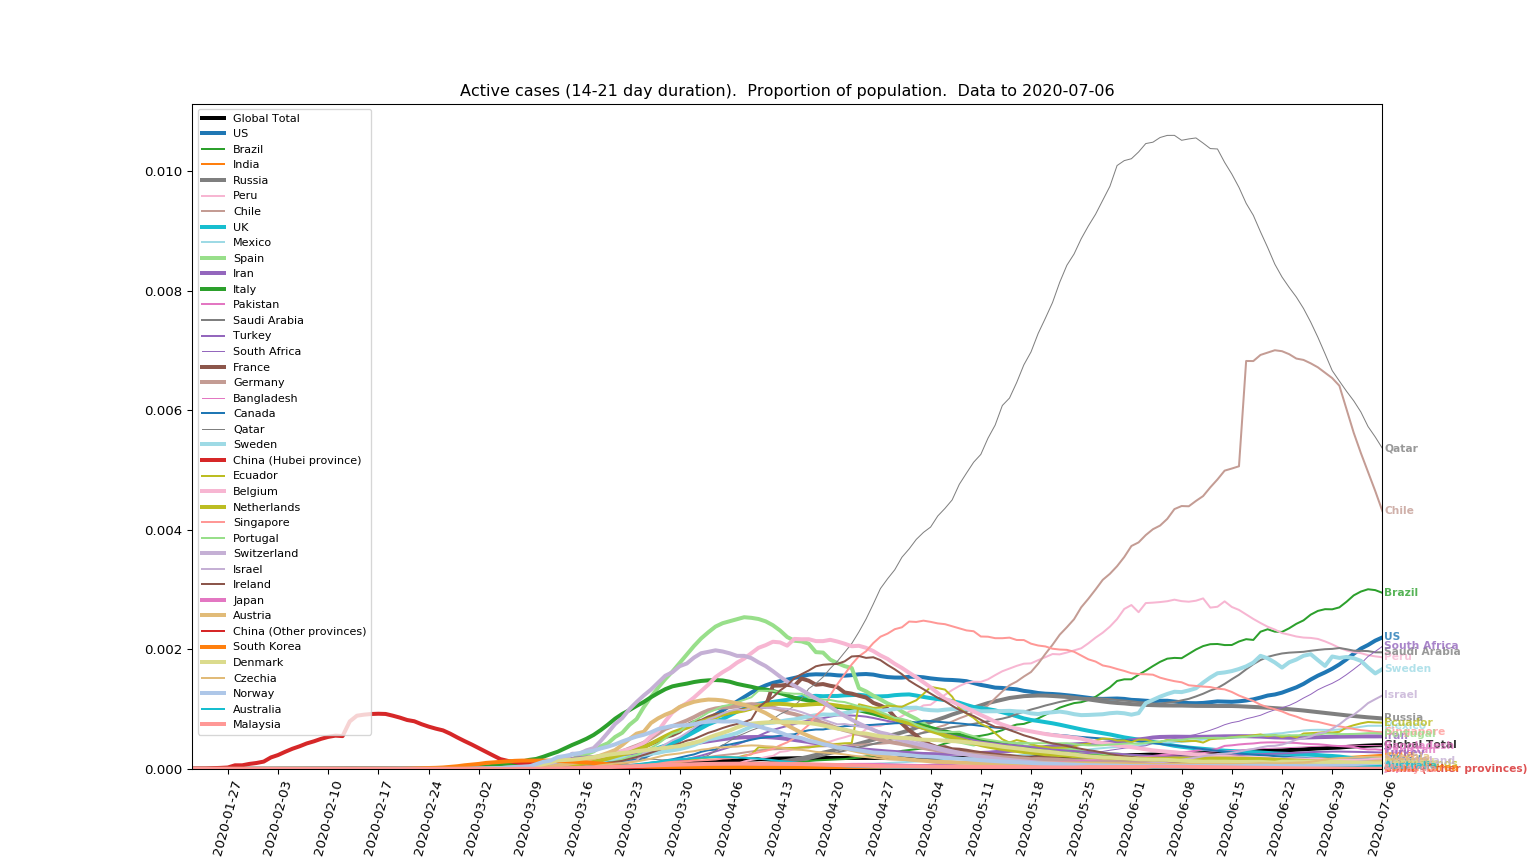 Active cases (14-21 day duration).  Proportion of population.  Data to 2020-07-06
0.010
0.008
0.006
0.004
0.002
0.000
Global Total
US
Brazil
India
Russia
Peru
Chile
UK
Mexico
Spain
Iran
Italy
Pakistan
Saudi Arabia
Turkey
South Africa
France
Germany
Bangladesh
Canada
Qatar
Sweden
China (Hubei province)
Ecuador
Belgium
Netherlands
Singapore
Portugal
Switzerland
Israel
Ireland
Japan
Austria
China (Other provinces)
South Korea
Denmark
Czechia
Norway
Australia
Malaysia
Qatar
Chile
Brazil
US
South Africa
Saudi Arabia
Peru
Sweden
Israel
Russia
Ecuador
Singapore
Iran
Global Total
China (Other provinces)
2020-01-27
2020-02-03
2020-02-10
2020-02-17
2020-02-24
2020-03-02
2020-03-09
2020-03-16
2020-03-23
2020-03-30
2020-04-06
2020-04-13
2020-04-20
2020-04-27
2020-05-04
2020-05-11
2020-05-18
2020-05-25
2020-06-01
2020-06-08
2020-06-15
2020-06-22
2020-06-29
2020-07-06